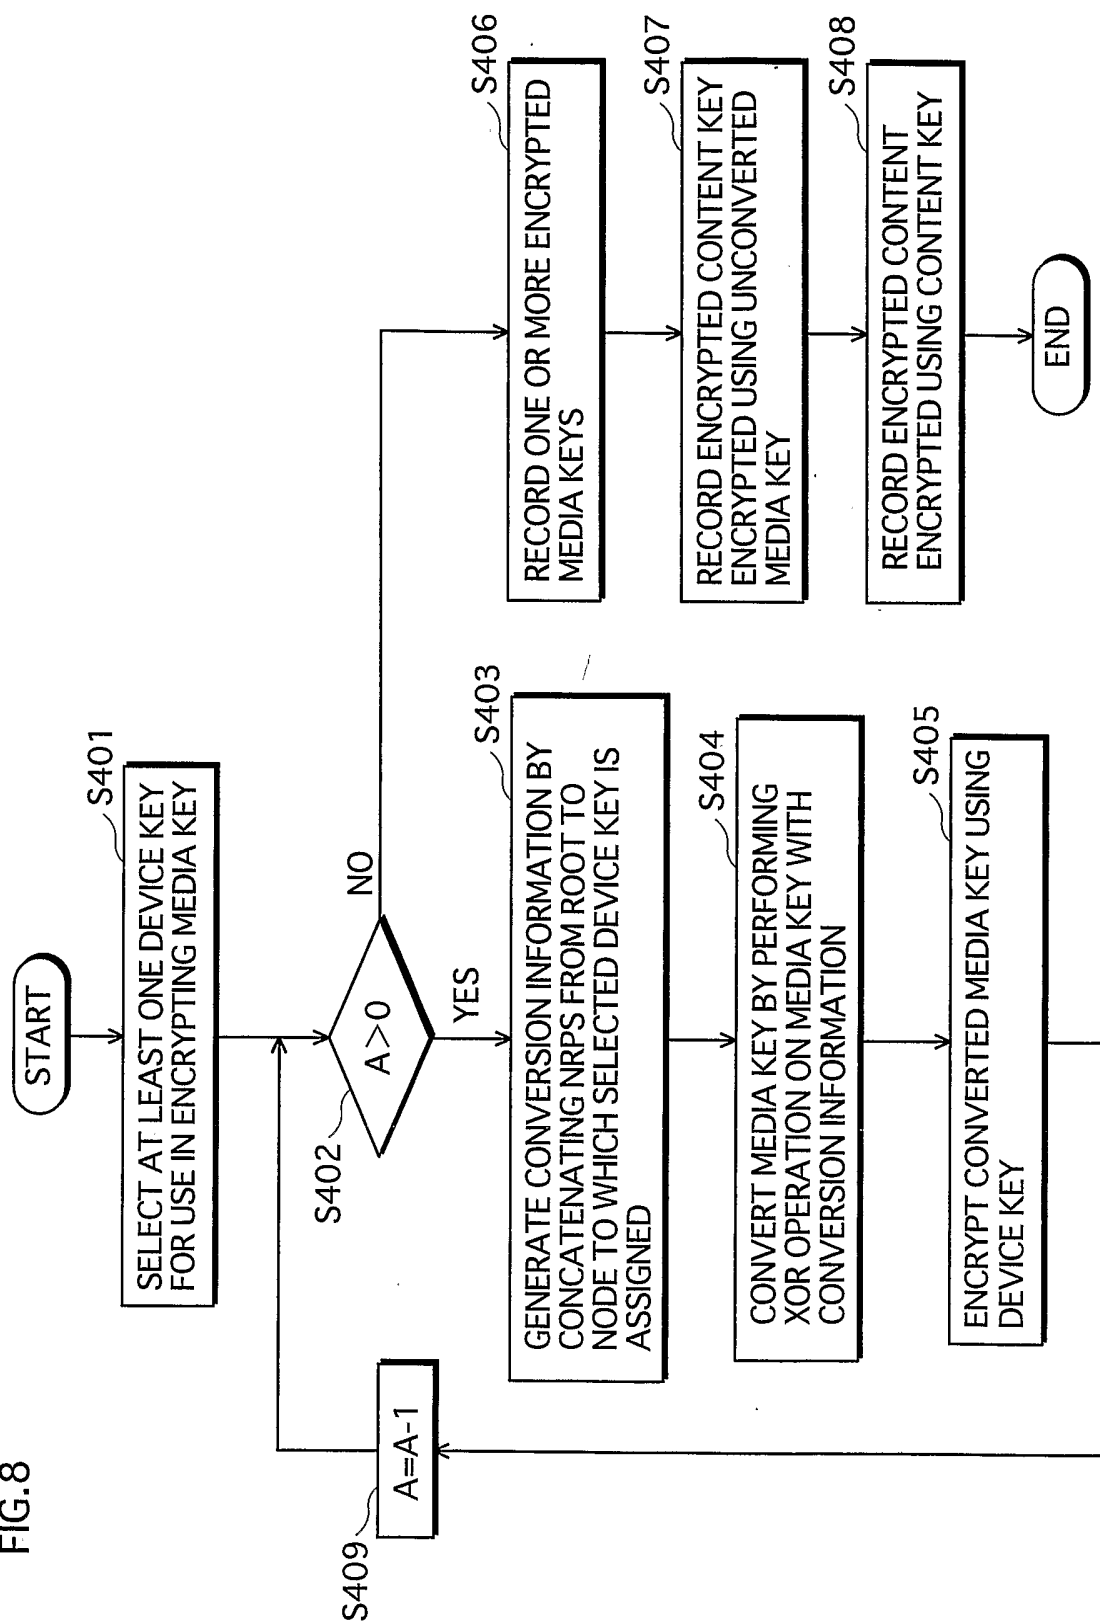 FIG.8
START
S401
SELECT AT LEAST ONE DEVICE KEY
FOR USE IN ENCRYPTING MEDIA KEY
S402
A>0
NO
YES
S403
GENERATE CONVERSION INFORMATION BY
CONCATENATING NRPS FROM ROOT TO
NODE TO WHICH SELECTED DEVICE KEY IS
ASSIGNED
S404
CONVERT MEDIA KEY BY PERFORMING
XOR OPERATION ON MEDIA KEY WITH
CONVERSION INFORMATION
S405
ENCRYPT CONVERTED MEDIA KEY USING
DEVICE KEY
S409
A=A-1
S406
RECORD ONE OR MORE ENCRYPTED
MEDIA KEYS
S407
RECORD ENCRYPTED CONTENT KEY
ENCRYPTED USING UNCONVERTED
MEDIA KEY
S408
RECORD ENCRYPTED CONTENT
ENCRYPTED USING CONTENT KEY
END